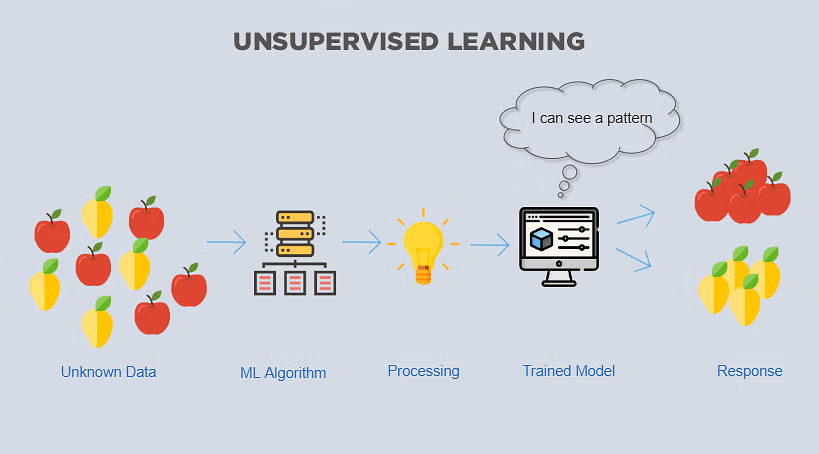 UNSUPERVISED LEARNING
I can see a pattern
Unknown Data
ML Algorithm
Processing
Trained Model
Response